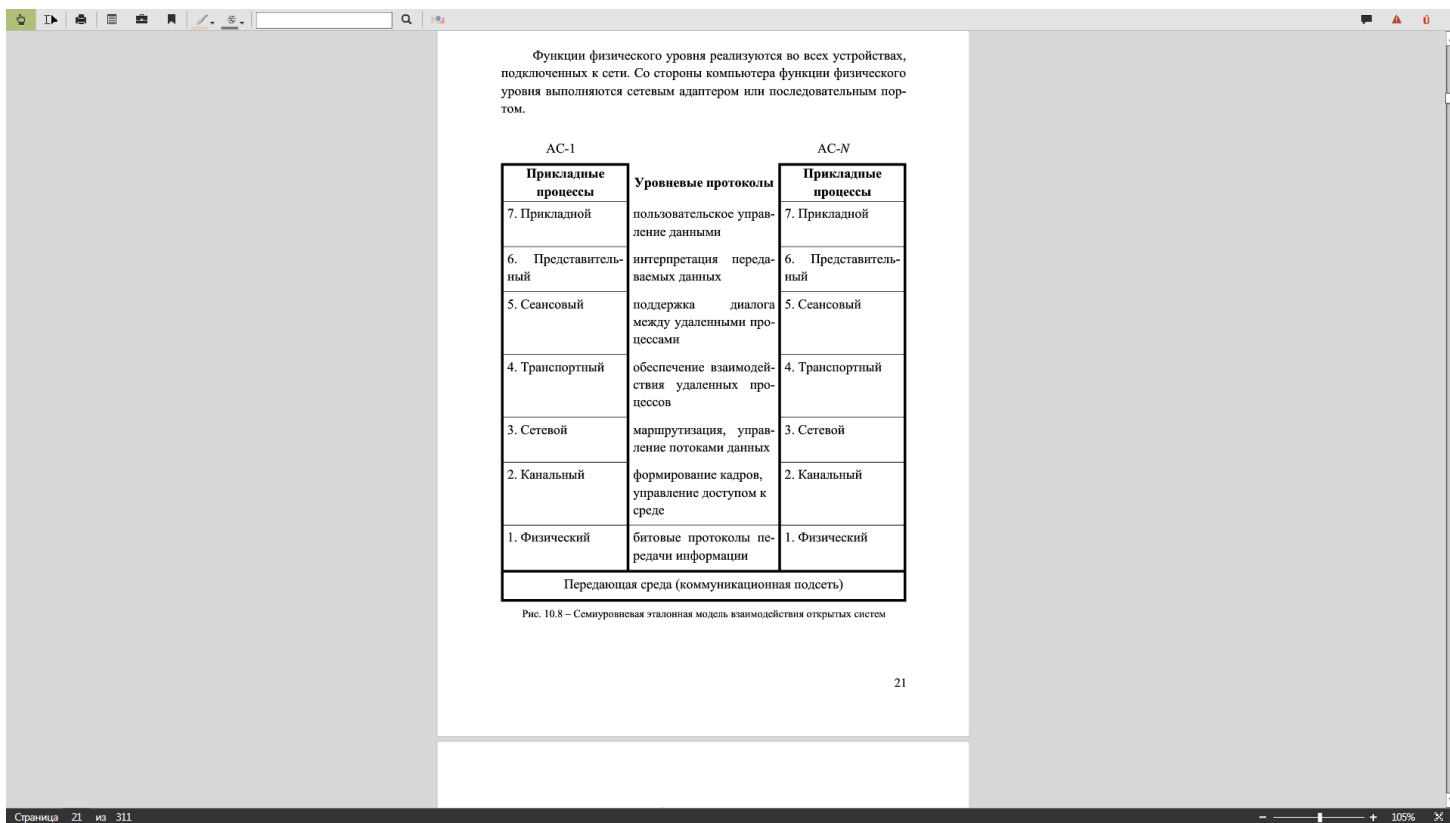 Функции физического уровня реализуются во всех устройствах,
подключенных к сети. Со стороны компьютера функции физического
уровня выполняются сетевым адаптером или последовательным пор-
том.
АС-1
АС-N
Прикладные
процессы
Уровневые протоколы
Прикладные
процессы
7. Прикладной
пользовательское управ-
ление данными
7. Прикладной
6. Представитель-
ный
интерпретация переда-
ваемых данных
6. Представитель-
ный
5. Сеансовый
поддержка диалога
между удаленными про-
цессами
5. Сеансовый
4. Транспортный
обеспечение взаимодей-
ствия удаленных про-
цессов
4. Транспортный
3. Сетевой
маршрутизация, управ-
ление потоками данных
3. Сетевой
2. Канальный
формирование кадров,
управление доступом к
среде
2. Канальный
1. Физический
битовые протоколы пе-
редачи информации
1. Физический
Передающая среда (коммуникационная подсеть)
Рис. 10.8 – Семиуровневая эталонная модель взаимодействия открытых систем
21
Страница 21 из 311
105%